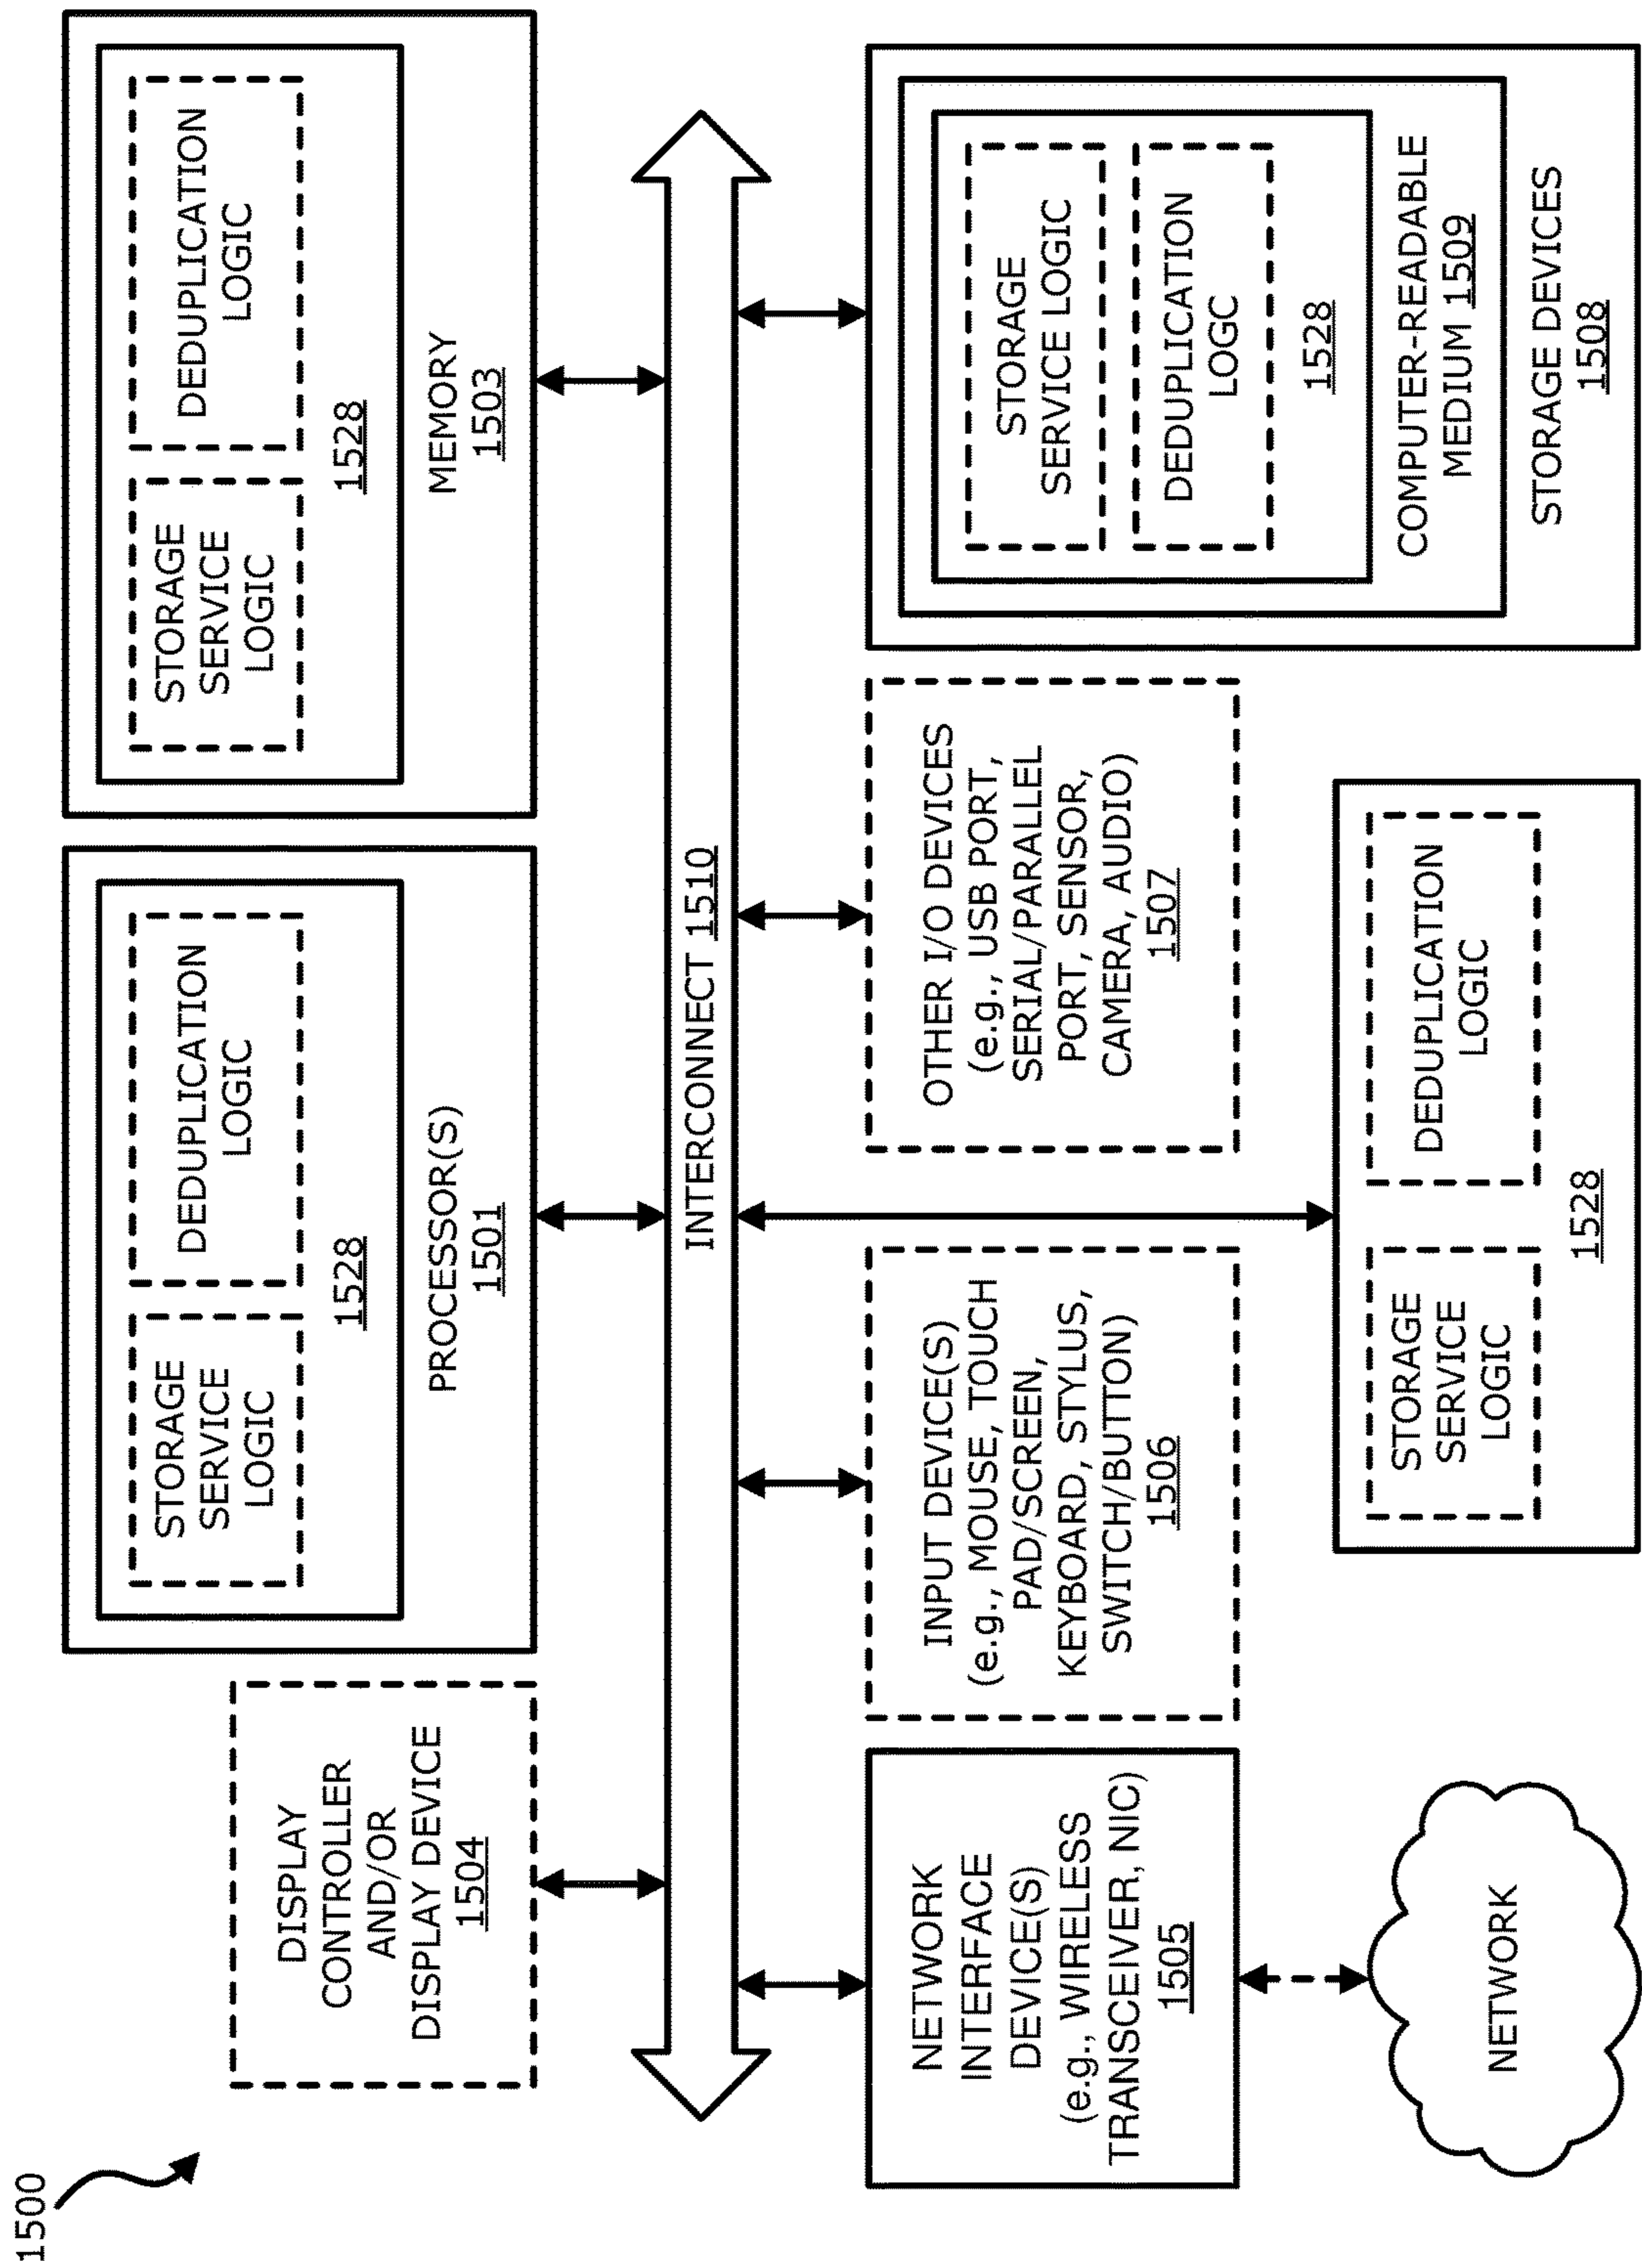 1500
DISPLAY
CONTROLLER
AND/OR
DISPLAY DEVICE
1504
STORAGE
SERVICE
LOGIC
DEDUPLICATION
LOGIC
1528
PROCESSOR(S)
1501
STORAGE
SERVICE
LOGIC
DEDUPLICATION
LOGIC
1528
MEMORY
1503
INTERCONNECT 1510
NETWORK
INTERFACE
DEVICE(S)
(e.g., WIRELESS
TRANSCEIVER, NIC)
1505
INPUT DEVICE(S)
(e.g., MOUSE, TOUCH
PAD/SCREEN,
KEYBOARD, STYLUS,
SWITCH/BUTTON)
1506
OTHER I/O DEVICES
(e.g., USB PORT,
SERIAL/PARALLEL
PORT, SENSOR,
CAMERA, AUDIO)
1507
STORAGE
SERVICE LOGIC
DEDUPLICATION
LOGC
1528
COMPUTER-READABLE
MEDIUM 1509
STORAGE DEVICES
1508
NETWORK
STORAGE
SERVICE
LOGIC
DEDUPLICATION
LOGIC
1528